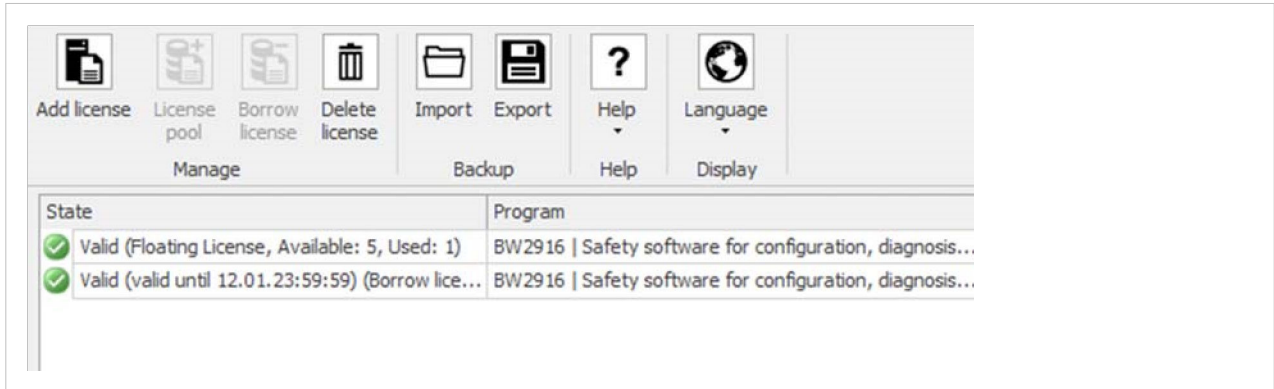 Add license License pool Borrow license Delete license Import Export Help Language
Manage Backup Help Display
State Program
Valid (Floating License, Available: 5, Used: 1) BW2916 | Safety software for configuration, diagnosis...
Valid (valid until 12.01.23:59:59) (Borrow lice... BW2916 | Safety software for configuration, diagnosis...